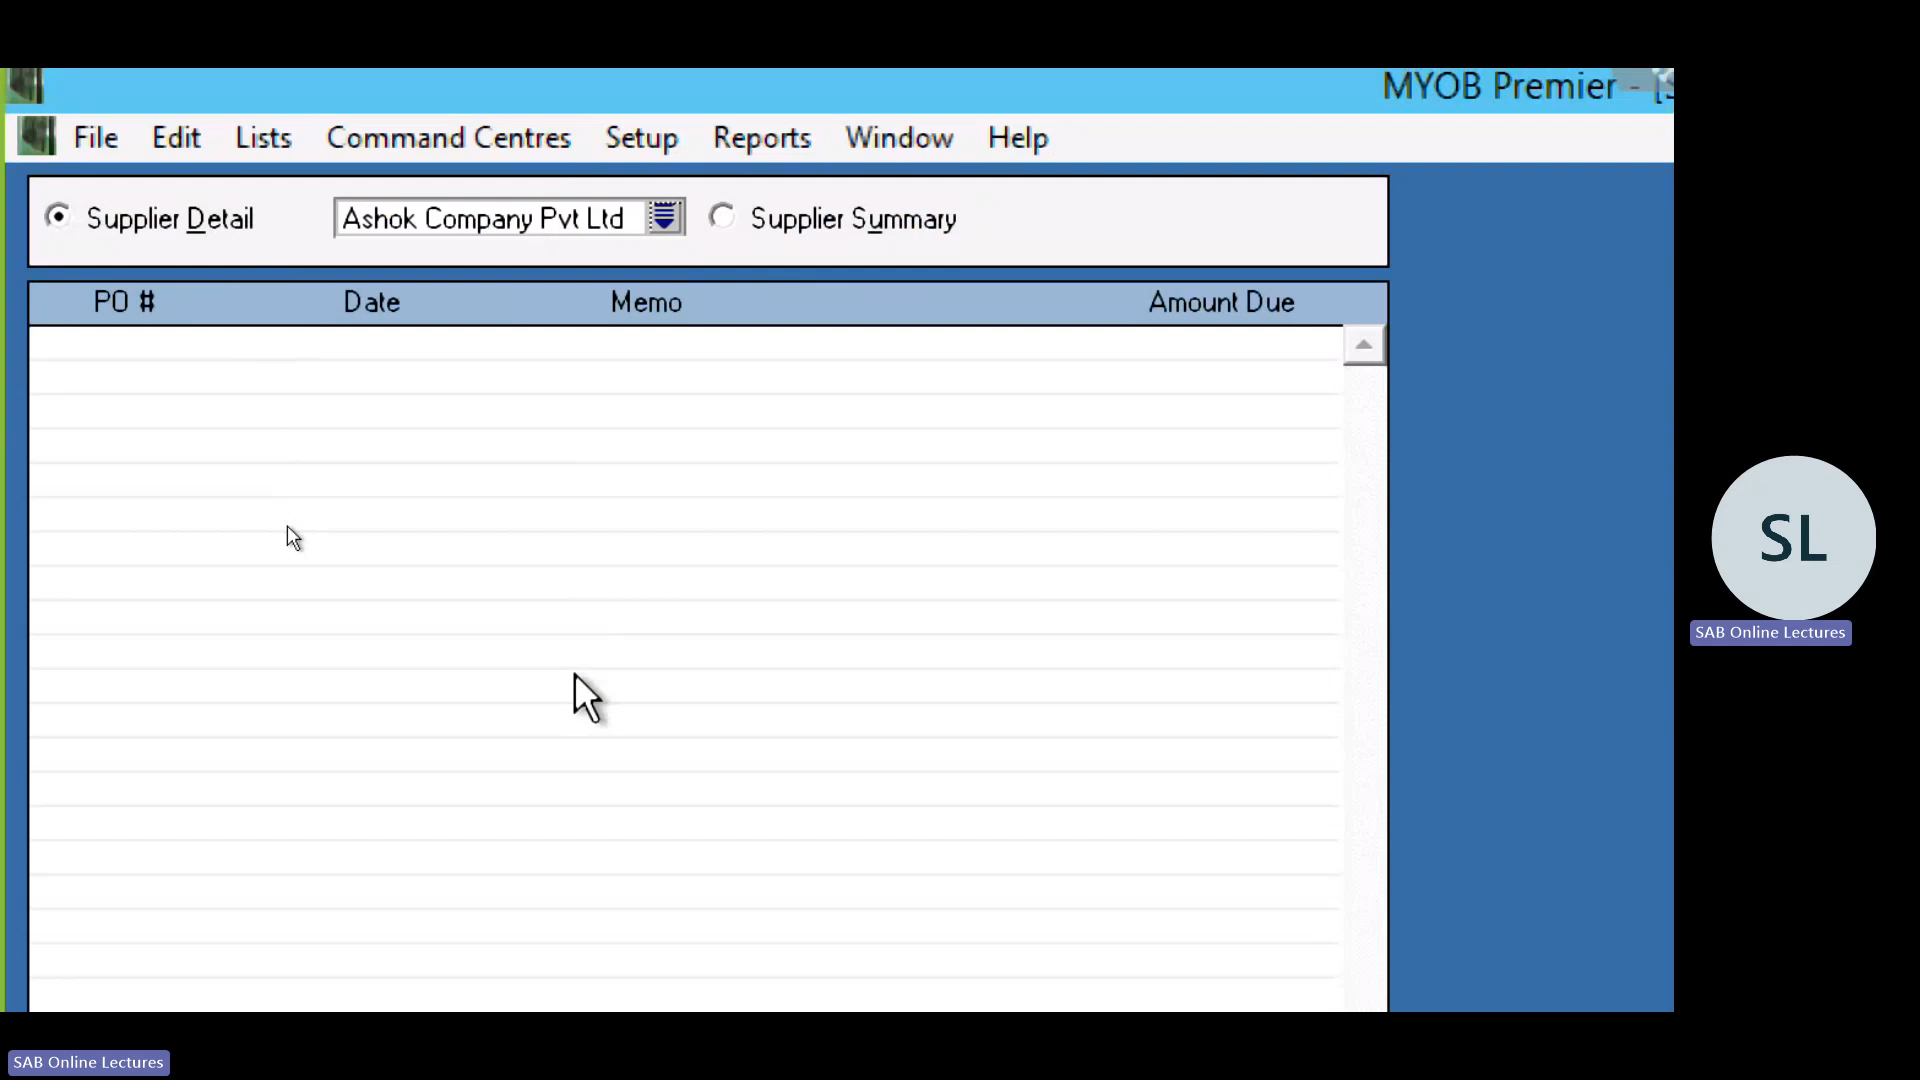 MYOB Premier - [S
File Edit Lists Command Centres Setup Reports Window Help
Supplier Detail Ashok Company Pvt Ltd Supplier Summary
PO # Date Memo Amount Due
SL
SAB Online Lectures
SAB Online Lectures